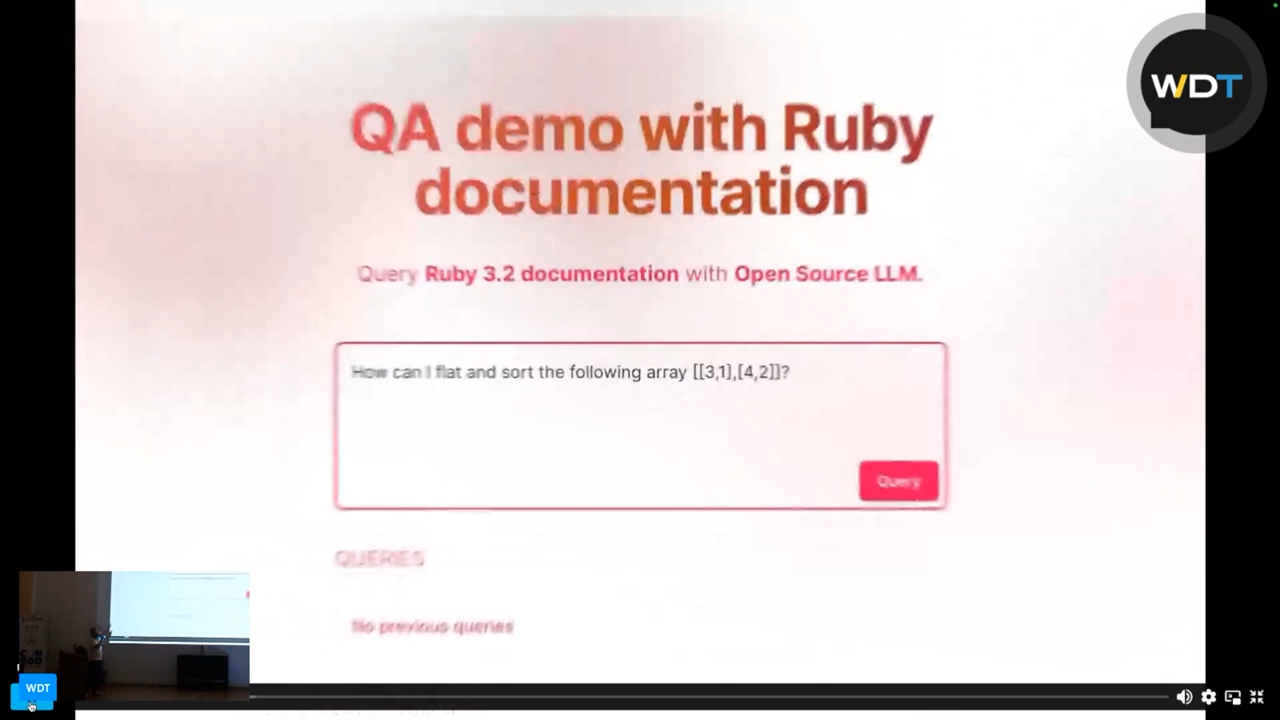 WDT
QA demo with Ruby
documentation
Query Ruby 3.2 documentation with Open Source LLM.
How can I flat and sort the following array [[3,1],[4,2]]?
Query
QUERIES
No previous queries
WDT